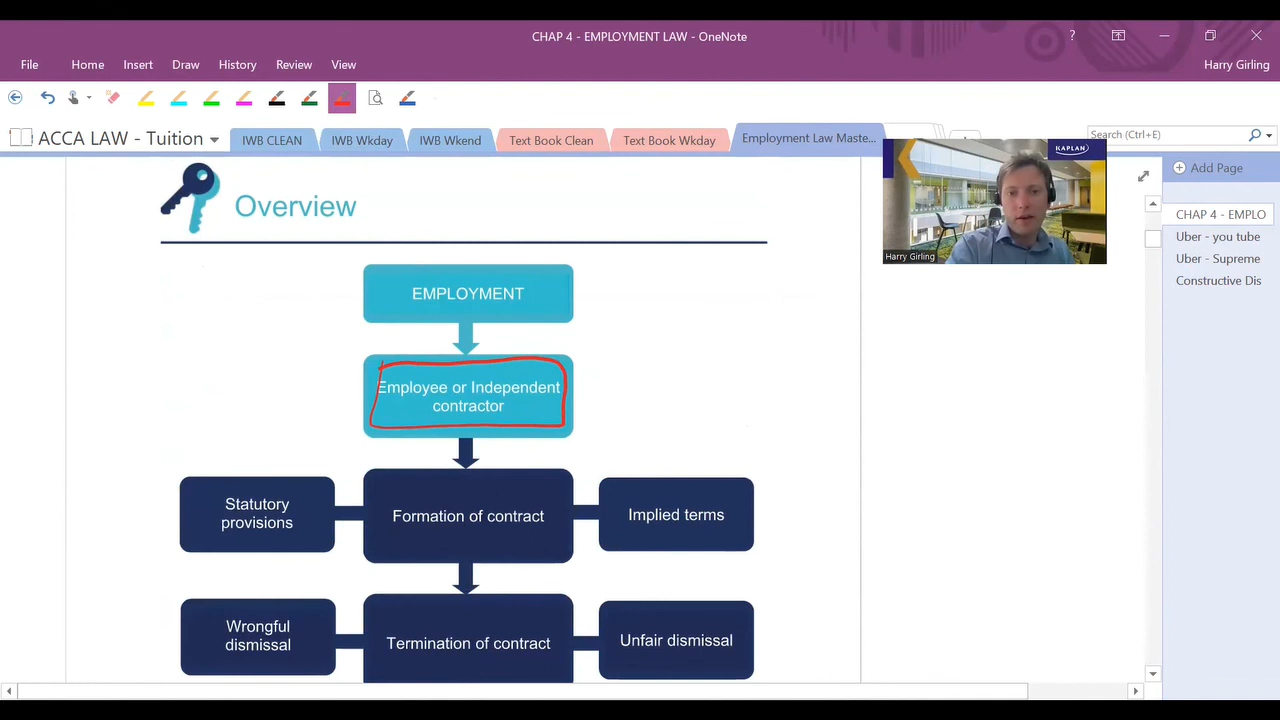 CHAP 4 - EMPLOYMENT LAW - OneNote
?
File Home Insert Draw History Review View
Harry Girling
ACCA LAW - Tuition
IWB CLEAN
IWB Wkday
IWB Wkend
Text Book Clean
Text Book Wkday
Employment Law Maste...
Search (Ctrl+E)
KAPLAN
Harry Girling
Add Page
CHAP 4 - EMPLO
Uber - you tube
Uber - Supreme
Constructive Dis
Overview
EMPLOYMENT
Employee or Independent
contractor
Statutory
provisions
Formation of contract
Implied terms
Wrongful
dismissal
Termination of contract
Unfair dismissal